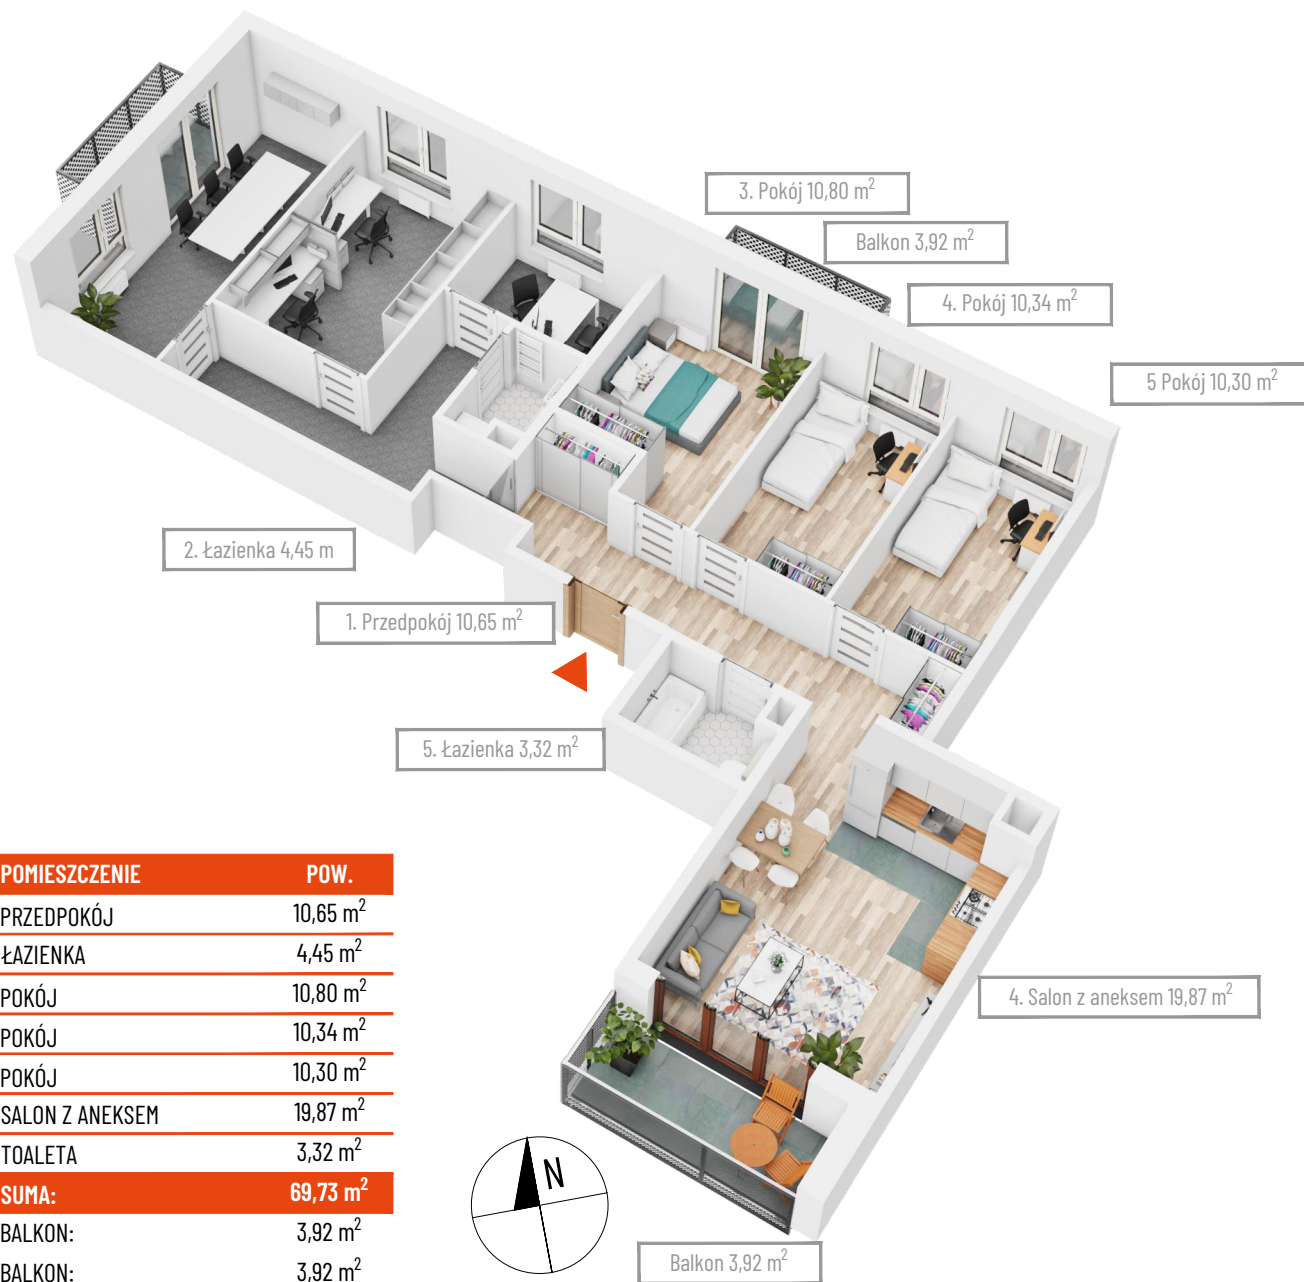 3. Pokój 10,80 m²
Balkon 3,92 m²
4. Pokój 10,34 m²
5 Pokój 10,30 m²
2. Łazienka 4,45 m
1. Przedpokój 10,65 m²
5. Łazienka 3,32 m²
4. Salon z aneksem 19,87 m²
Balkon 3,92 m²
N
POMIESZCZENIE POW.
PRZEDPOKÓJ 10,65 m²
ŁAZIENKA 4,45 m²
POKÓJ 10,80 m²
POKÓJ 10,34 m²
POKÓJ 10,30 m²
SALON Z ANEKSEM 19,87 m²
TOALETA 3,32 m²
SUMA: 69,73 m²
BALKON: 3,92 m²
BALKON: 3,92 m²